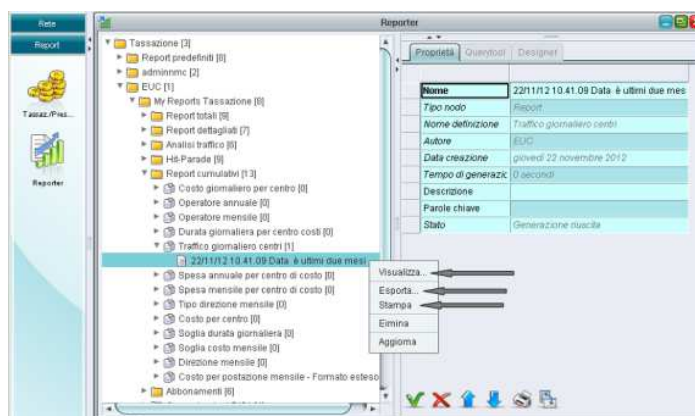 Rete
Report
Tassaz./Pres...
Reporter
Reporter
Tassazione [3]
Report predefiniti [8]
adminnmc [2]
EUC [1]
My Reports Tassazione [8]
Report totali [9]
Report dettagliati [7]
Analisi traffico [6]
Hit-Parade [9]
Report cumulativi [13]
Costo giornaliero per centro [0]
Operatore annuale [0]
Operatore mensile [0]
Durata giornaliera per centro costi [0]
Traffico giornaliero centri [1]
22/11/12 10.41.09 Data è ultimi due mesi
Spesa annuale per centro di costo [0]
Spesa mensile per centro di costo [0]
Tipo direzione mensile [0]
Costo per centro [0]
Soglia durata giornaliera [0]
Soglia costo mensile [0]
Direzione mensile [0]
Costo per postazione mensile - Formato esteso
Abbonamenti [6]
Visualizza...
Esporta...
Stampa
Elimina
Aggiorna
Proprietà Querytool Designer
Nome 22/11/12 10.41.09 Data è ultimi due mes
Tipo nodo Report
Nome definizione Traffico giornaliero centri
Autore EUC
Data creazione giovedì 22 novembre 2012
Tempo di generazic 0 secondi
Descrizione
Parole chiave
Stato Generazione riuscita